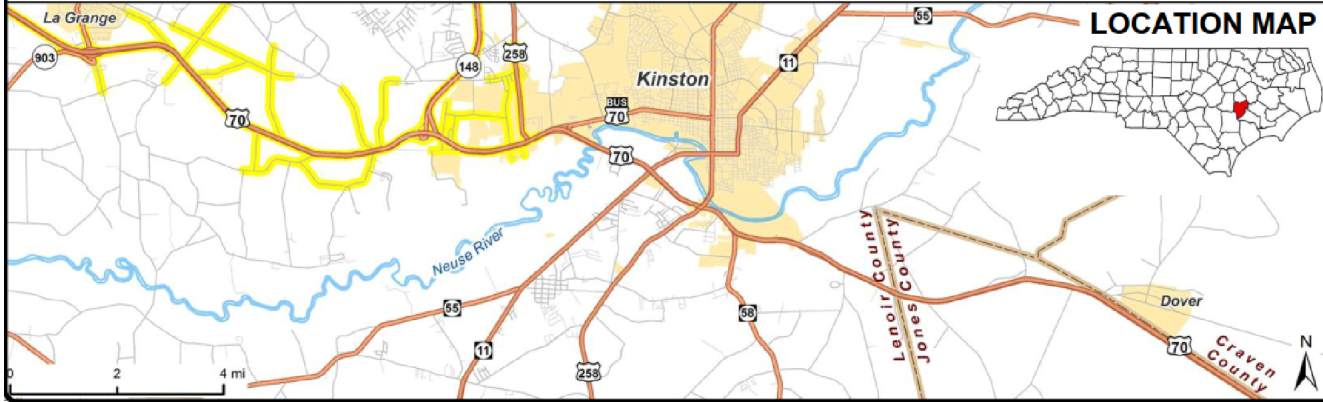 La Grange
903
70
148
258
Kinston
BUS
70
11
55
LOCATION MAP
70
Neuse River
55
11
258
58
Lenoir County
Jones County
Dover
70
Craven
County
N
0 2 4 mi